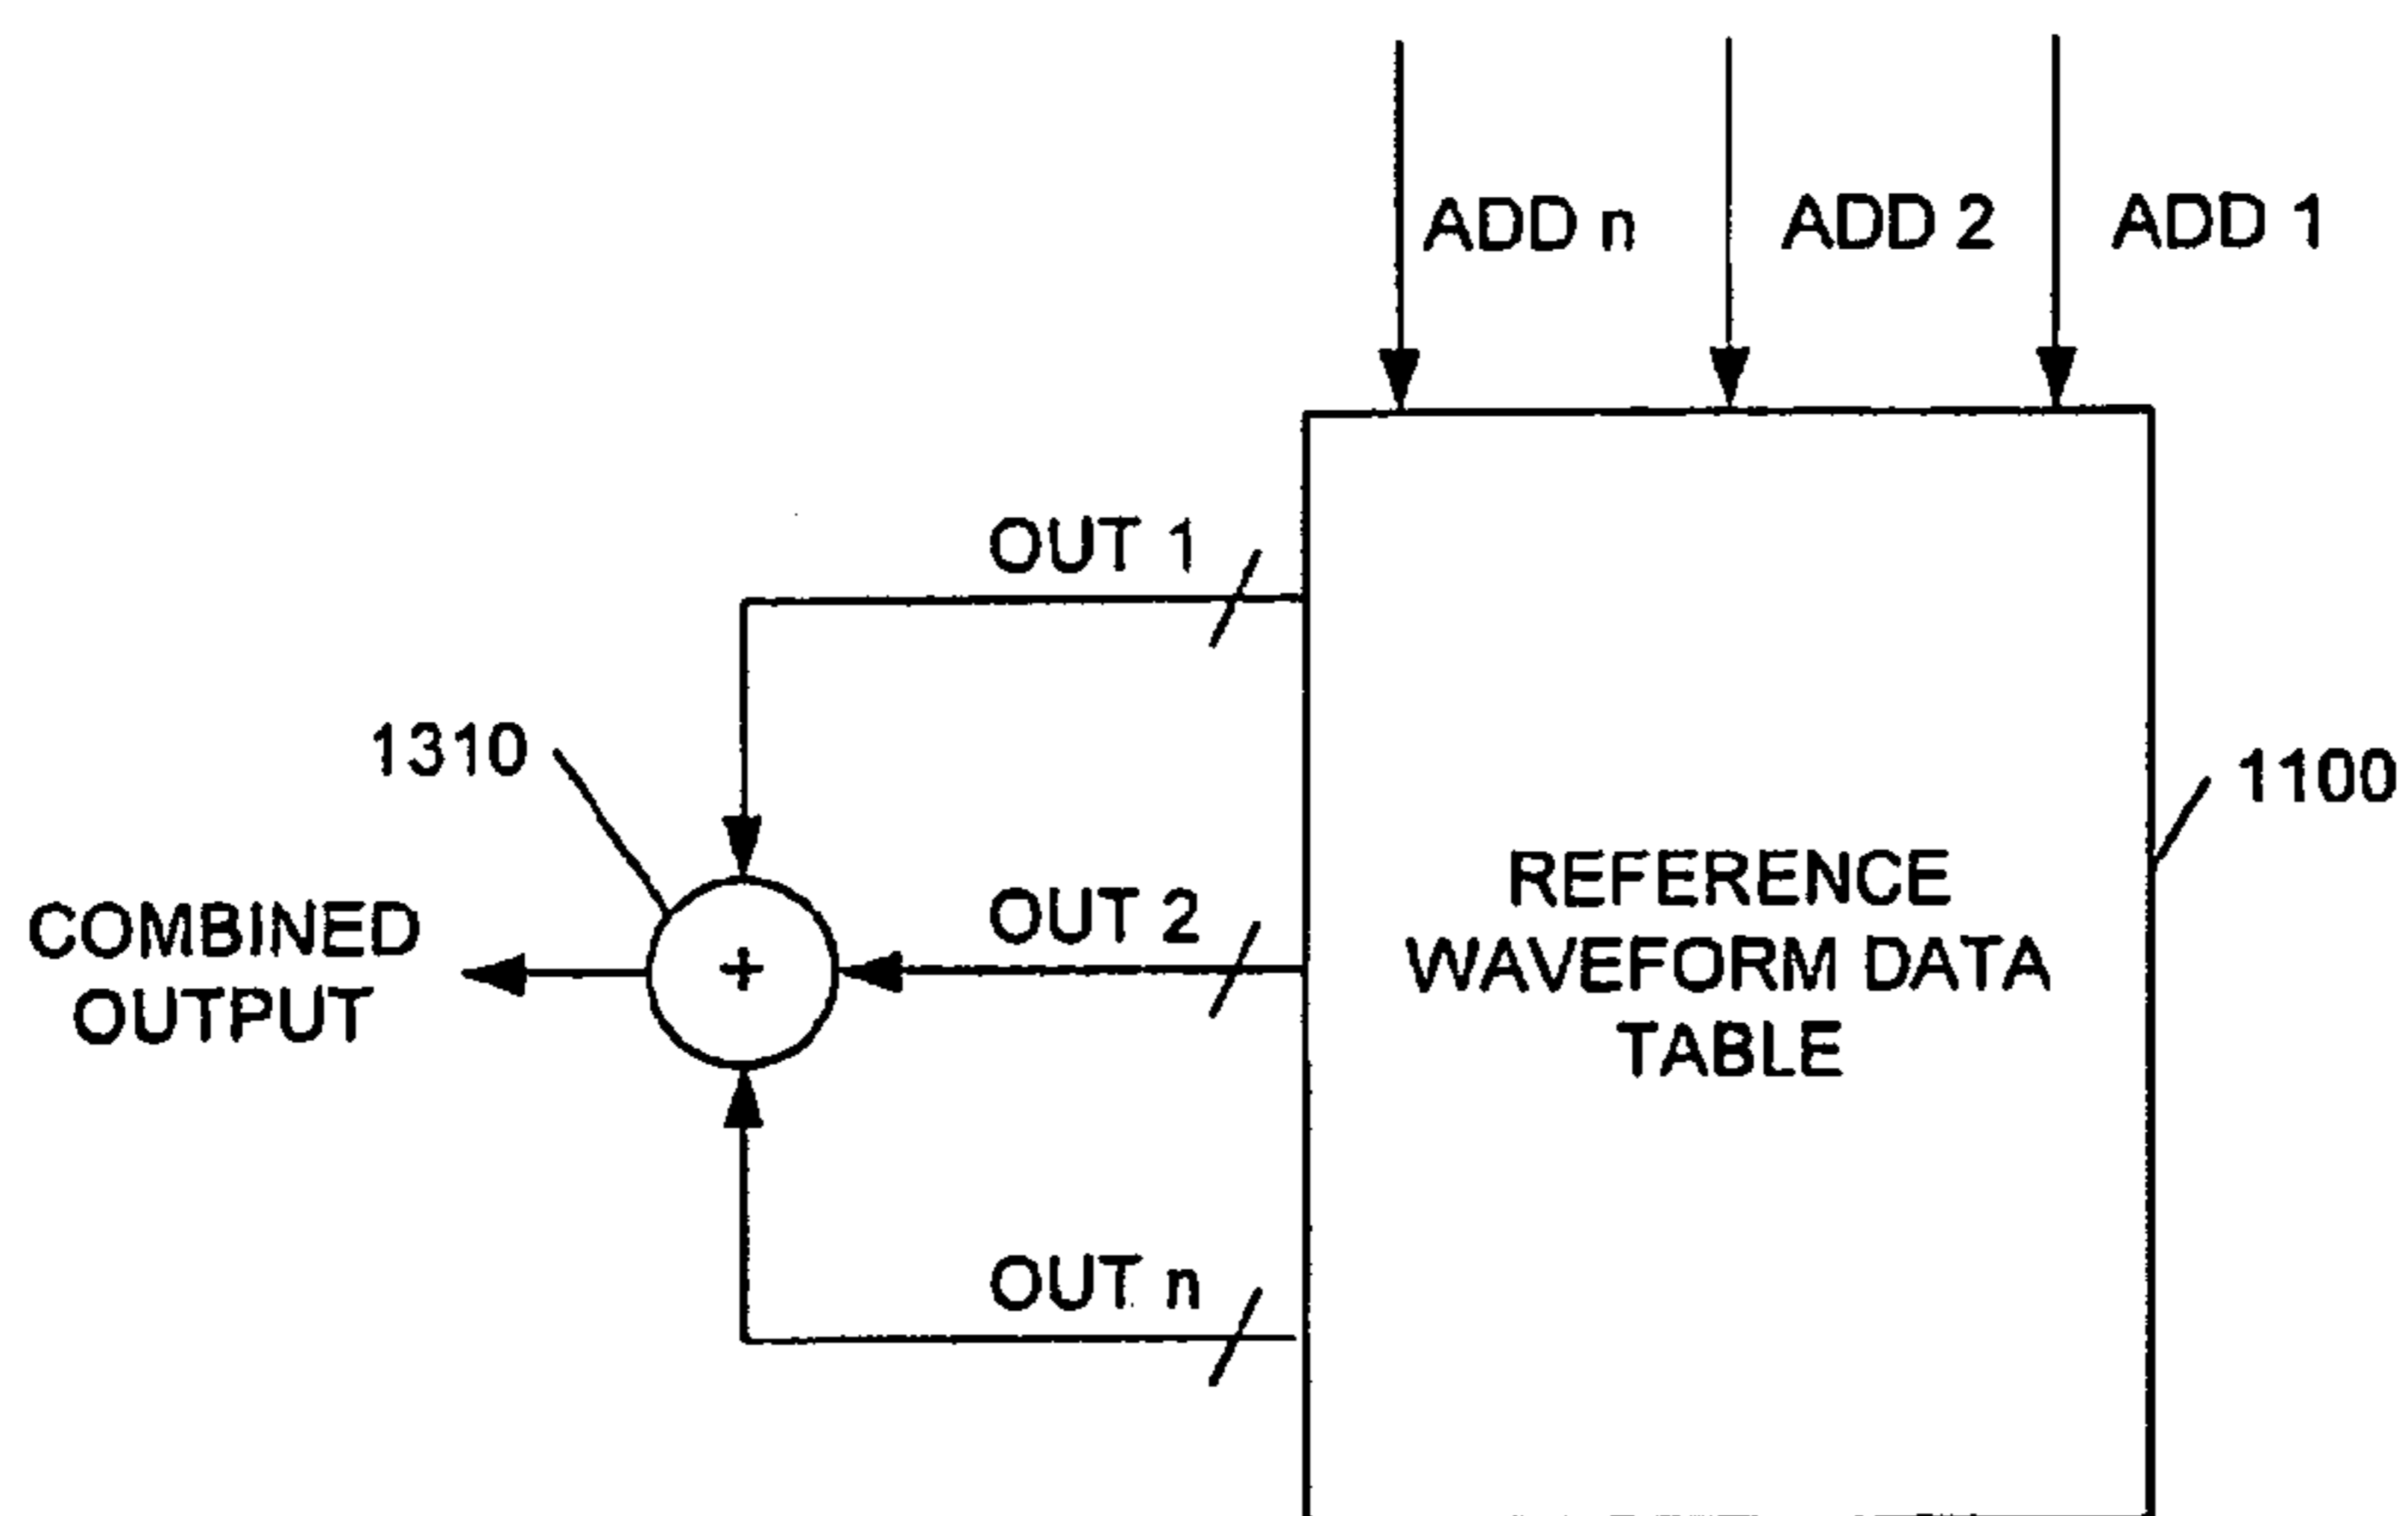 ADD n ADD 2 ADD 1
OUT 1
1310
1100
COMBINED
OUTPUT
OUT 2
REFERENCE
WAVEFORM DATA
TABLE
OUT n
+